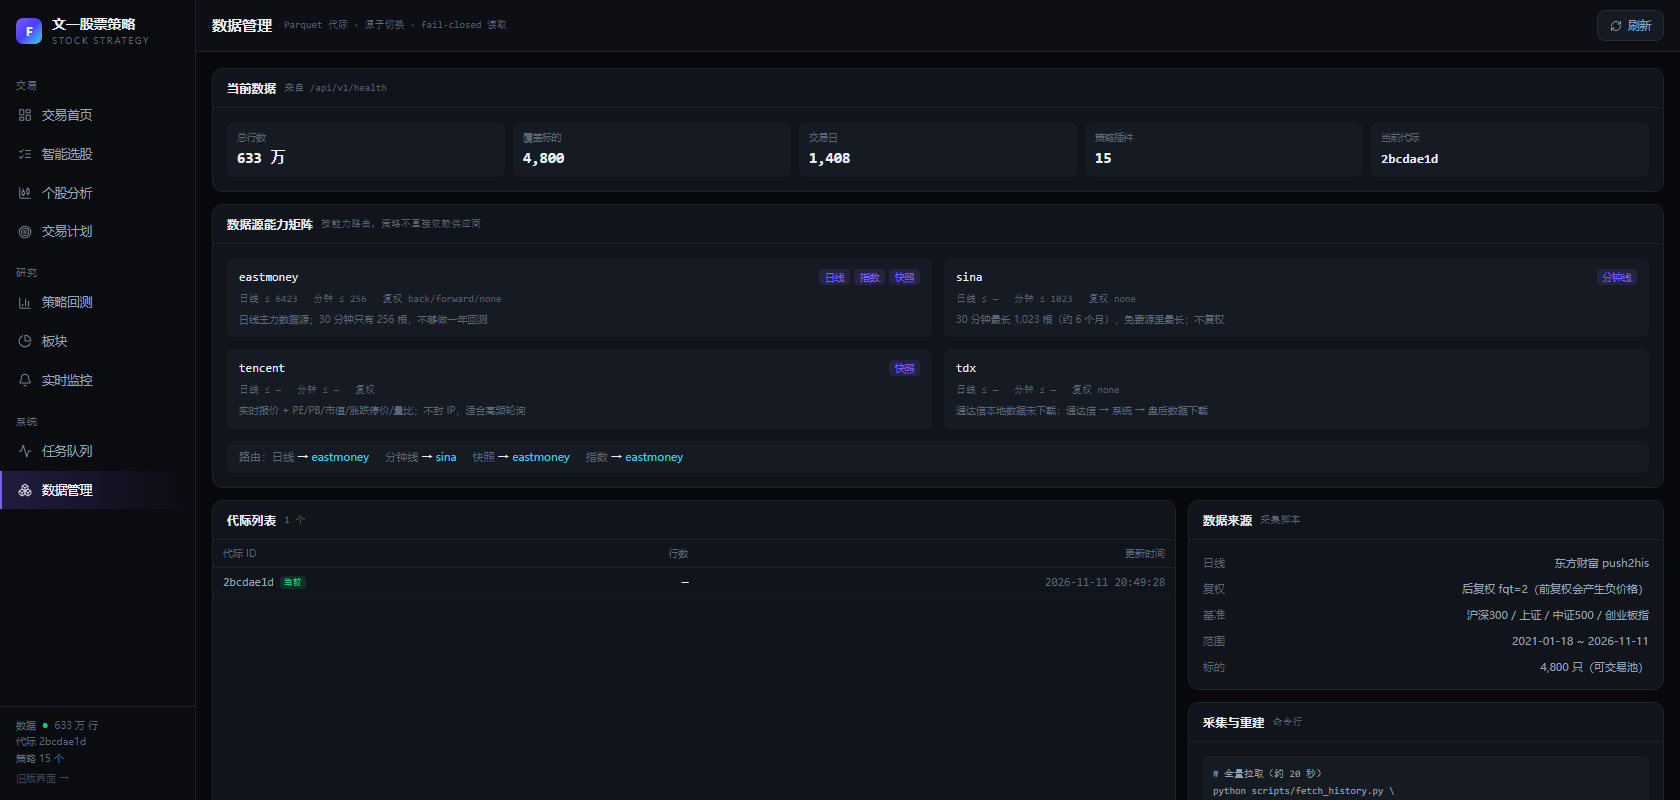 F
文一股票策略
STOCK STRATEGY
交易
交易首页
智能选股
个股分析
交易计划
研究
策略回测
板块
实时监控
系统
任务队列
数据管理
数据 633 万 行
代际 2bcdae1d
策略 15 个
旧版界面 →
数据管理 Parquet 代际 · 原子切换 · fail-closed 读取
刷新
当前数据 来自 /api/v1/health
总行数
633 万
覆盖标的
4,800
交易日
1,408
策略插件
15
当前代际
2bcdae1d
数据源能力矩阵 按能力路由，策略不直接依赖供应商
eastmoney 日线 指数 快照
日线 ≤ 6423 分钟 ≤ 256 复权 back/forward/none
日线主力数据源；30 分钟只有 256 根，不够做一年回测
sina 分钟线
日线 ≤ — 分钟 ≤ 1023 复权 none
30 分钟最长 1,023 根（约 6 个月），免费源里最长；不复权
tencent 快照
日线 ≤ — 分钟 ≤ — 复权
实时报价 + PE/PB/市值/涨跌停价/量比；不封 IP，适合高频轮询
tdx
日线 ≤ — 分钟 ≤ — 复权 none
通达信本地数据未下载：通达信 → 系统 → 盘后数据下载
路由：日线 → eastmoney 分钟线 → sina 快照 → eastmoney 指数 → eastmoney
代际列表 1 个
代际 ID 行数 更新时间
2bcdae1d 当前 — 2026-11-11 20:49:28
数据来源 采集脚本
日线 东方财富 push2his
复权 后复权 fqt=2（前复权会产生负价格）
基准 沪深300 / 上证 / 中证500 / 创业板指
范围 2021-01-18 ~ 2026-11-11
标的 4,800 只（可交易池）
采集与重建 命令行
# 全量拉取（约 20 秒）
python scripts/fetch_history.py \